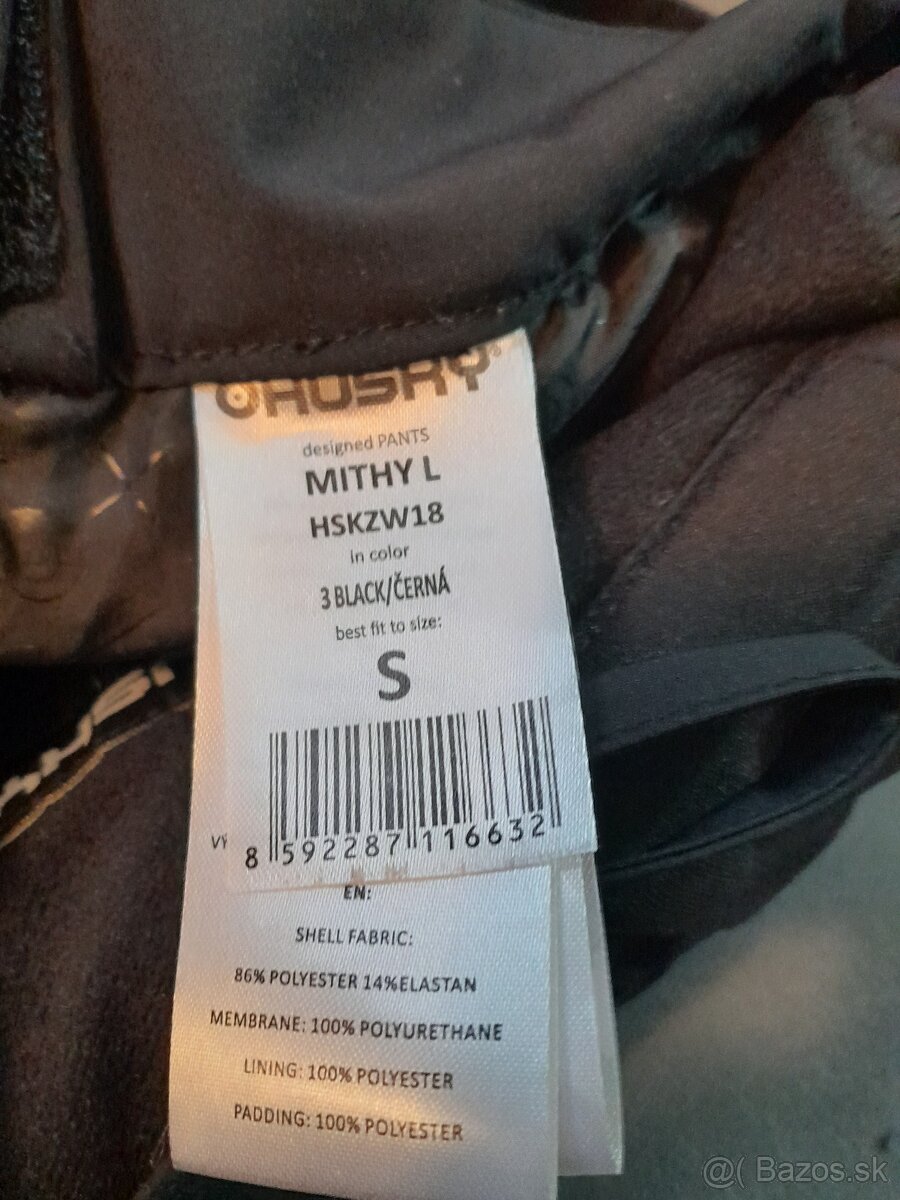 HUSKY®
designed PANTS
MITHY L
HSKZW18
in color
3 BLACK/ČERNÁ
best fit to size:
S
VÝ
8 592287 116632
EN:
SHELL FABRIC:
86% POLYESTER 14%ELASTAN
MEMBRANE: 100% POLYURETHANE
LINING: 100% POLYESTER
PADDING: 100% POLYESTER
@( Bazos.sk